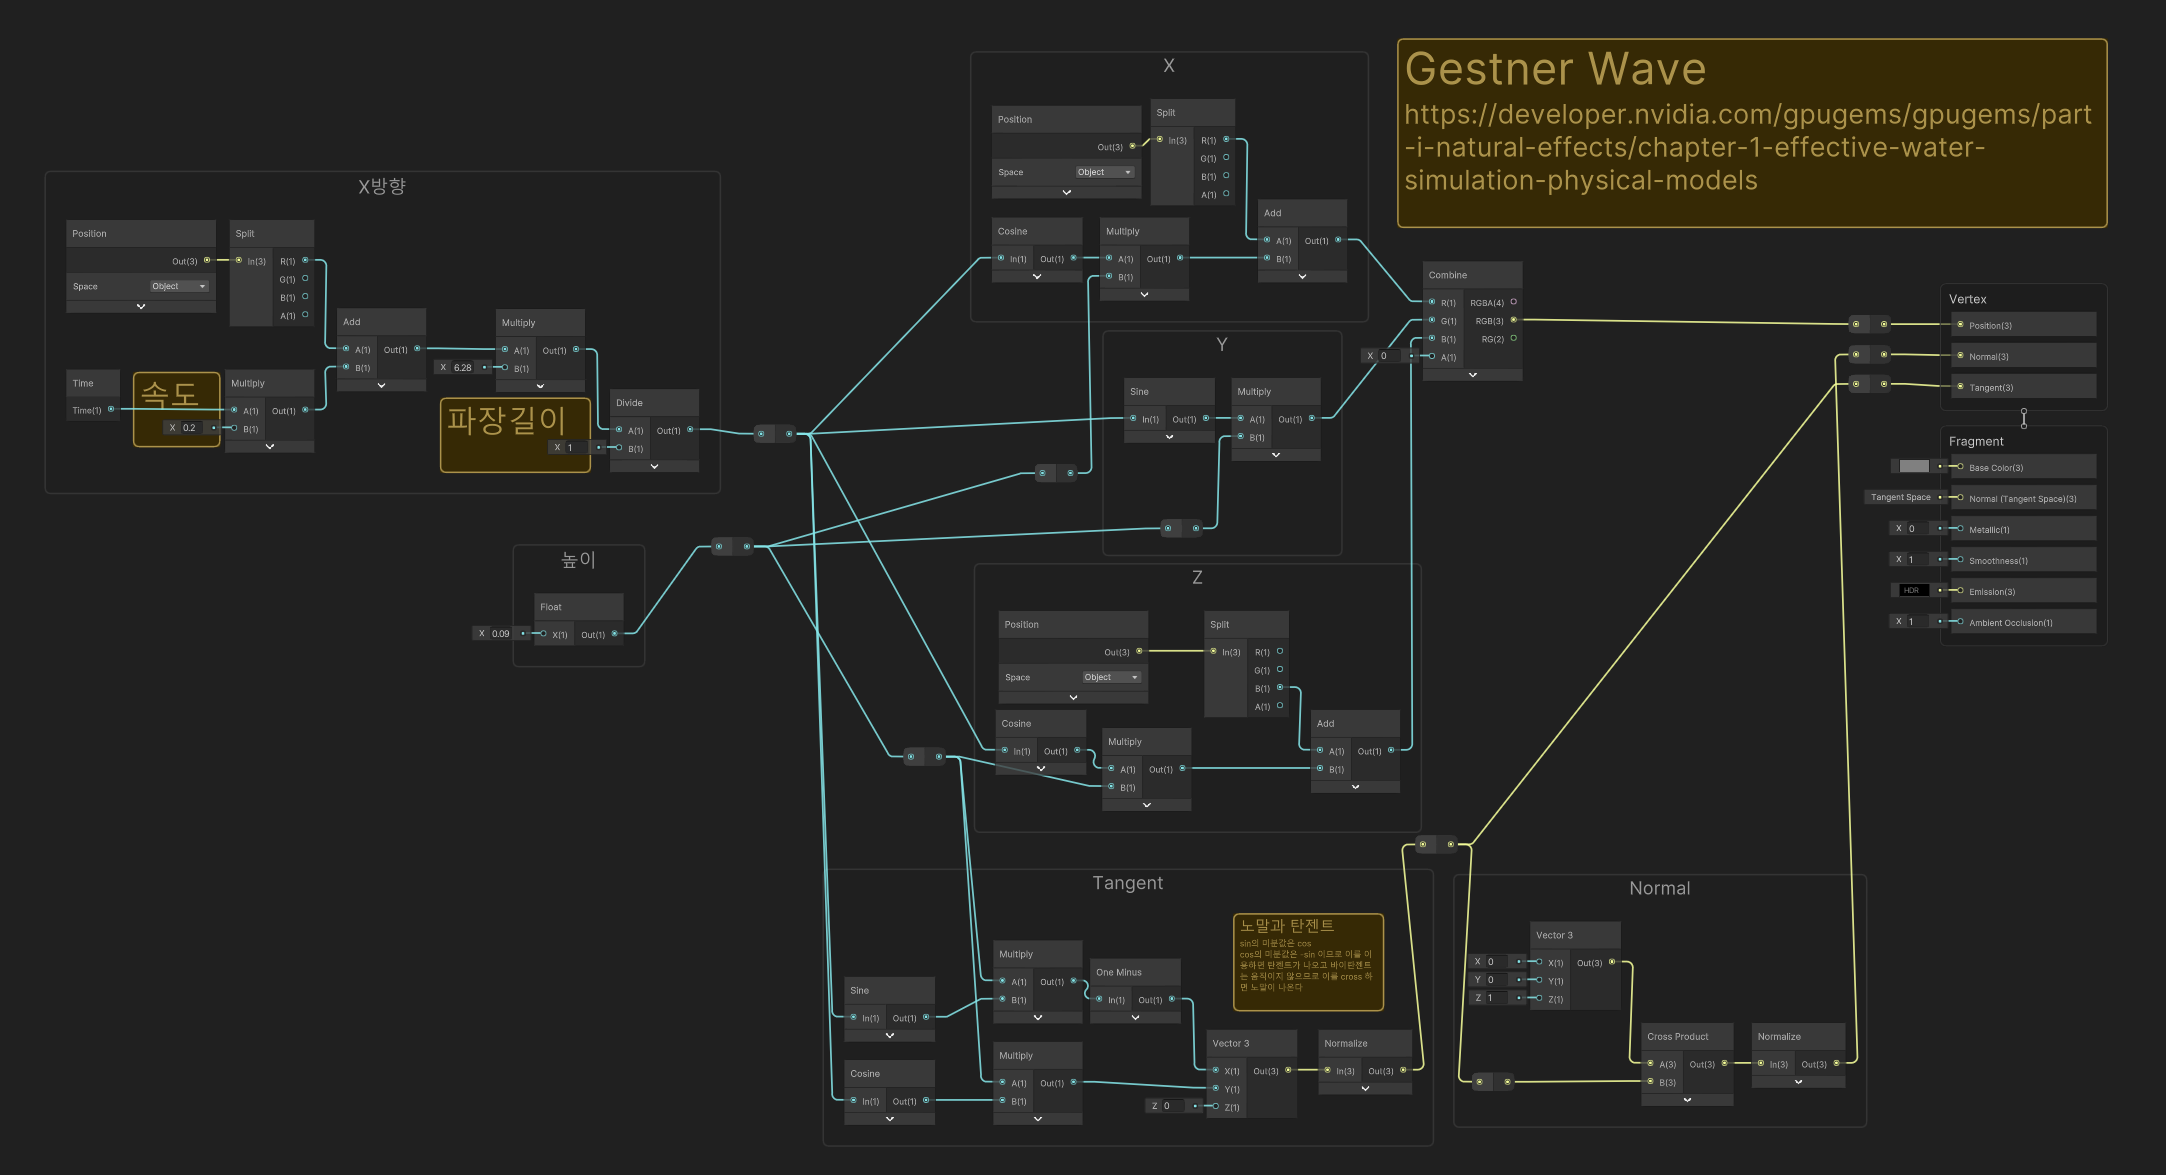 Gestner Wave
https://developer.nvidia.com/gpugems/gpugems/part
-i-natural-effects/chapter-1-effective-water-
simulation-physical-models
X방향
Position
Out(3)
Space Object
Split
In(3) R(1)
G(1)
B(1)
A(1)
Time
Time(1)
속도
X 0.2
Multiply
A(1) Out(1)
B(1)
Add
A(1) Out(1)
B(1)
Multiply
A(1) Out(1)
X 6.28 B(1)
파장길이
X 1
Divide
A(1) Out(1)
B(1)
높이
Float
X 0.09 X(1) Out(1)
X
Position
Out(3)
Space Object
Split
In(3) R(1)
G(1)
B(1)
A(1)
Cosine
In(1) Out(1)
Multiply
A(1) Out(1)
B(1)
Add
A(1) Out(1)
B(1)
Y
Sine
In(1) Out(1)
Multiply
A(1) Out(1)
B(1)
Combine
R(1) RGBA(4)
G(1) RGB(3)
B(1) RG(2)
X 0 A(1)
Z
Position
Out(3)
Space Object
Split
In(3) R(1)
G(1)
B(1)
A(1)
Cosine
In(1) Out(1)
Multiply
A(1) Out(1)
B(1)
Add
A(1) Out(1)
B(1)
Tangent
노말과 탄젠트
sin의 미분값은 cos
cos의 미분값은 -sin 이므로 이를 이
용하면 탄젠트가 나오고 바이탄젠트
는 움직이지 않으므로 이를 cross 하
면 노말이 나온다
Sine
In(1) Out(1)
Cosine
In(1) Out(1)
Multiply
A(1) Out(1)
B(1)
One Minus
In(1) Out(1)
Multiply
A(1) Out(1)
B(1)
Vector 3
X(1) Out(3)
Y(1)
Z 0 Z(1)
Normalize
In(3) Out(3)
Normal
Vector 3
X 0 X(1) Out(3)
Y 0 Y(1)
Z 1 Z(1)
Cross Product
A(3) Out(3)
B(3)
Normalize
In(3) Out(3)
Vertex
Position(3)
Normal(3)
Tangent(3)
Fragment
Base Color(3)
Tangent Space Normal (Tangent Space)(3)
X 0 Metallic(1)
X 1 Smoothness(1)
HDR Emission(3)
X 1 Ambient Occlusion(1)